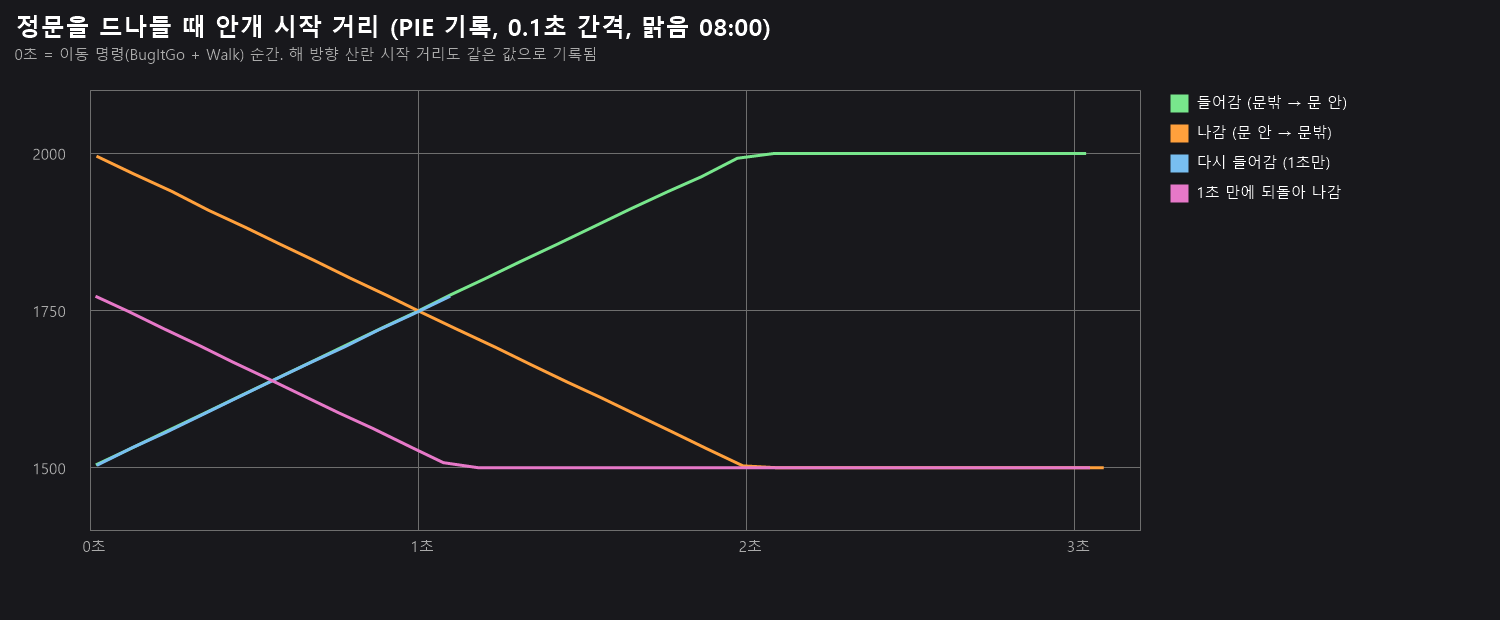 정문을 드나들 때 안개 시작 거리 (PIE 기록, 0.1초 간격, 맑음 08:00)
0초 = 이동 명령(BugItGo + Walk) 순간. 해 방향 산란 시작 거리도 같은 값으로 기록됨
들어감 (문밖 → 문 안)
나감 (문 안 → 문밖)
다시 들어감 (1초만)
1초 만에 되돌아 나감
2000
1750
1500
0초
1초
2초
3초